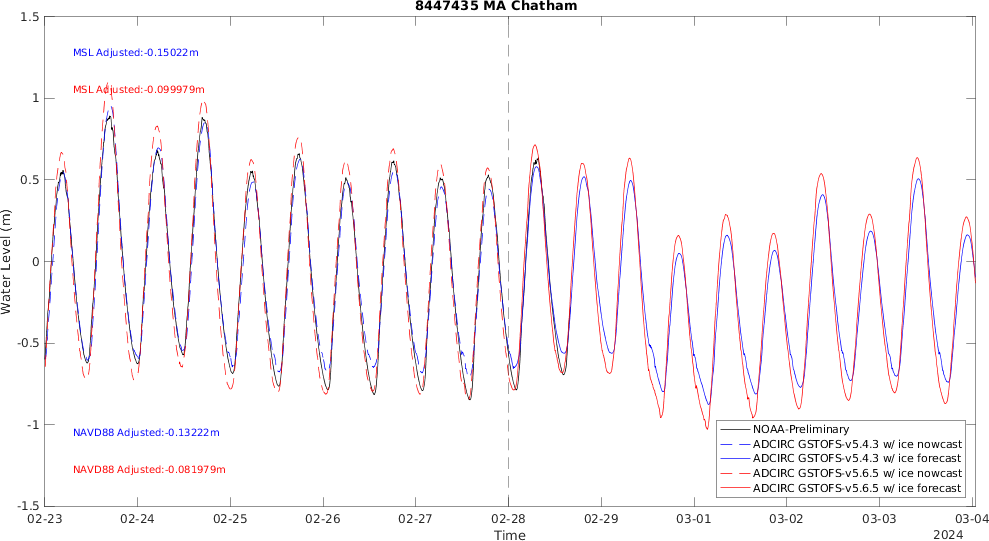 8447435 MA Chatham
1.5
MSL Adjusted:-0.15022m
MSL Adjusted:-0.099979m
1
0.5
0
-0.5
-1
-1.5
Water Level (m)
NAVD88 Adjusted:-0.13222m
NAVD88 Adjusted:-0.081979m
NOAA-Preliminary
ADCIRC GSTOFS-v5.4.3 w/ ice nowcast
ADCIRC GSTOFS-v5.4.3 w/ ice forecast
ADCIRC GSTOFS-v5.6.5 w/ ice nowcast
ADCIRC GSTOFS-v5.6.5 w/ ice forecast
02-23 02-24 02-25 02-26 02-27 02-28 02-29 03-01 03-02 03-03 03-04
Time
2024